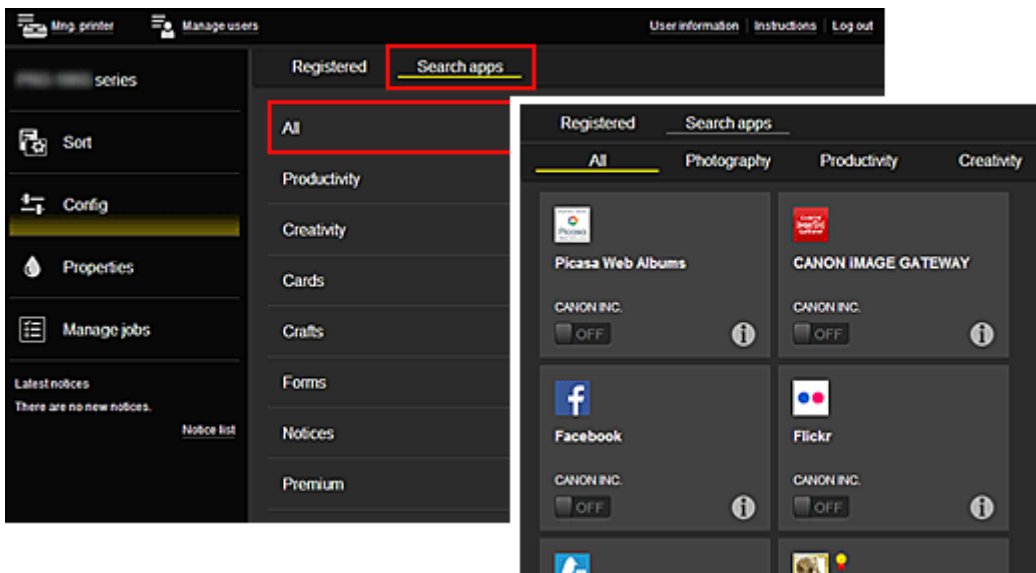 Mng. printer
Manage users
User information
Instructions
Log out
series
Sort
Config
Properties
Manage jobs
Latest notices
There are no new notices.
Notice list
Registered
Search apps
All
Productivity
Creativity
Cards
Crafts
Forms
Notices
Premium
Registered
Search apps
All
Photography
Productivity
Creativity
Picasa
Picasa Web Albums
CANON INC.
OFF
CANON iMAGE GATEWAY
CANON INC.
OFF
Facebook
CANON INC.
OFF
Flickr
CANON INC.
OFF